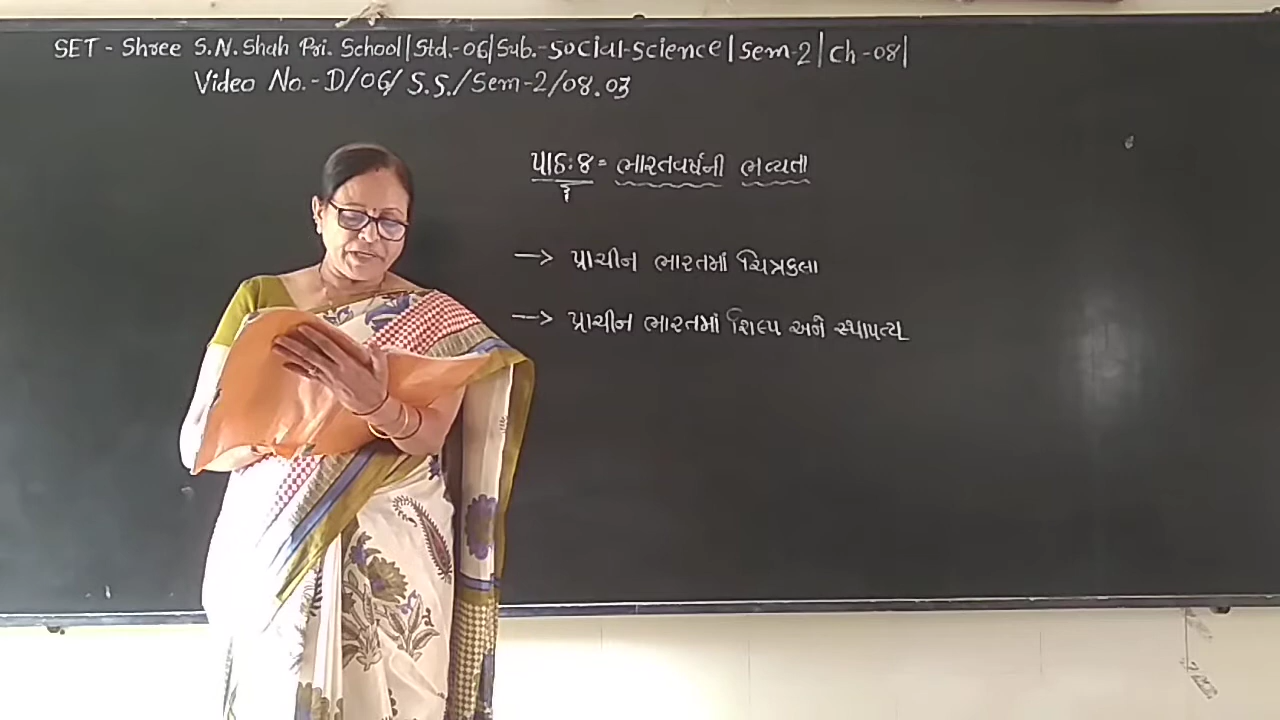 SET - Shree S.N. Shah Pri. School|Std.-06|Sub.-Social-Science|Sem-2|Ch-08|
Video No.-D/06/S.S./Sem-2/08.03
પાઠ:૪ = ભારતવર્ષની ભવ્યતા
→ પ્રાચીન ભારતમાં ચિત્રકલા
→ પ્રાચીન ભારતમાં શિલ્પ અને સ્થાપત્ય